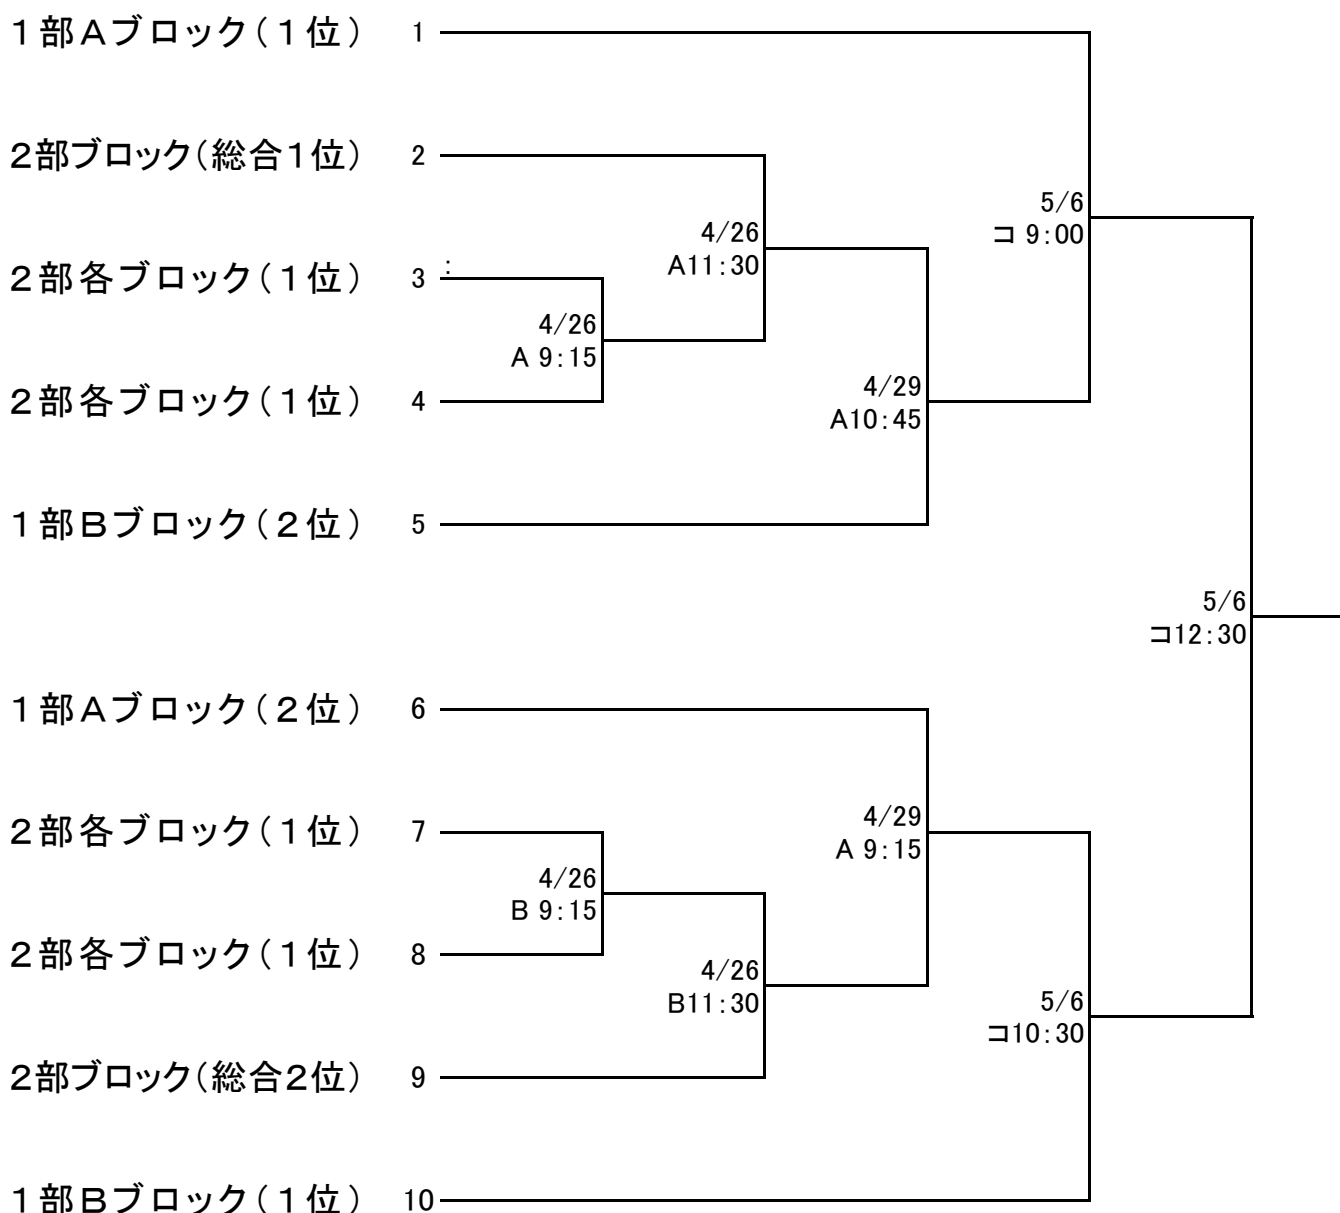 １部Ａブロック（１位） 1
２部ブロック（総合１位） 2
5/6
コ 9:00
4/26
A11:30
２部各ブロック（１位） 3 :
4/26
A 9:15
4/29
A10:45
２部各ブロック（１位） 4
１部Ｂブロック（２位） 5
5/6
コ12:30
１部Ａブロック（２位） 6
２部各ブロック（１位） 7
4/29
A 9:15
4/26
B 9:15
２部各ブロック（１位） 8
4/26
B11:30
5/6
コ10:30
２部ブロック（総合２位） 9
１部Ｂブロック（１位） 10